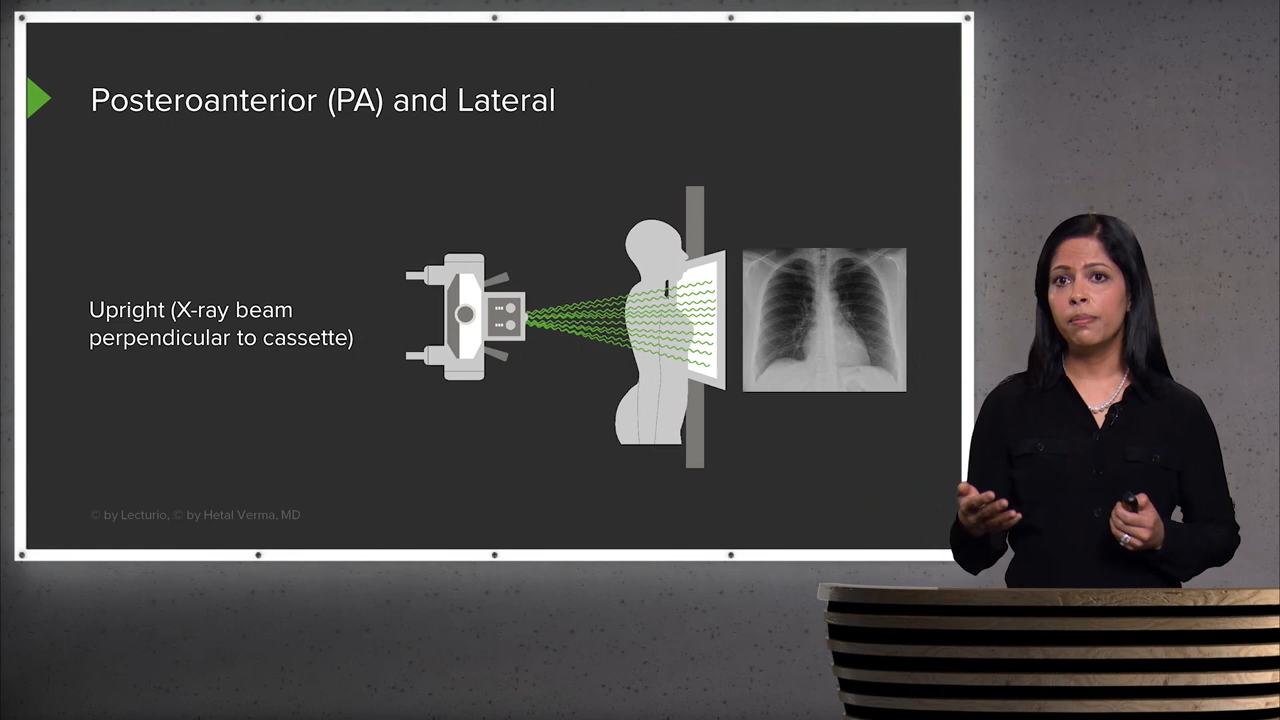 Posteroanterior (PA) and Lateral
Upright (X-ray beam
perpendicular to cassette)
© by Lecturio, © by Hetal Verma, MD